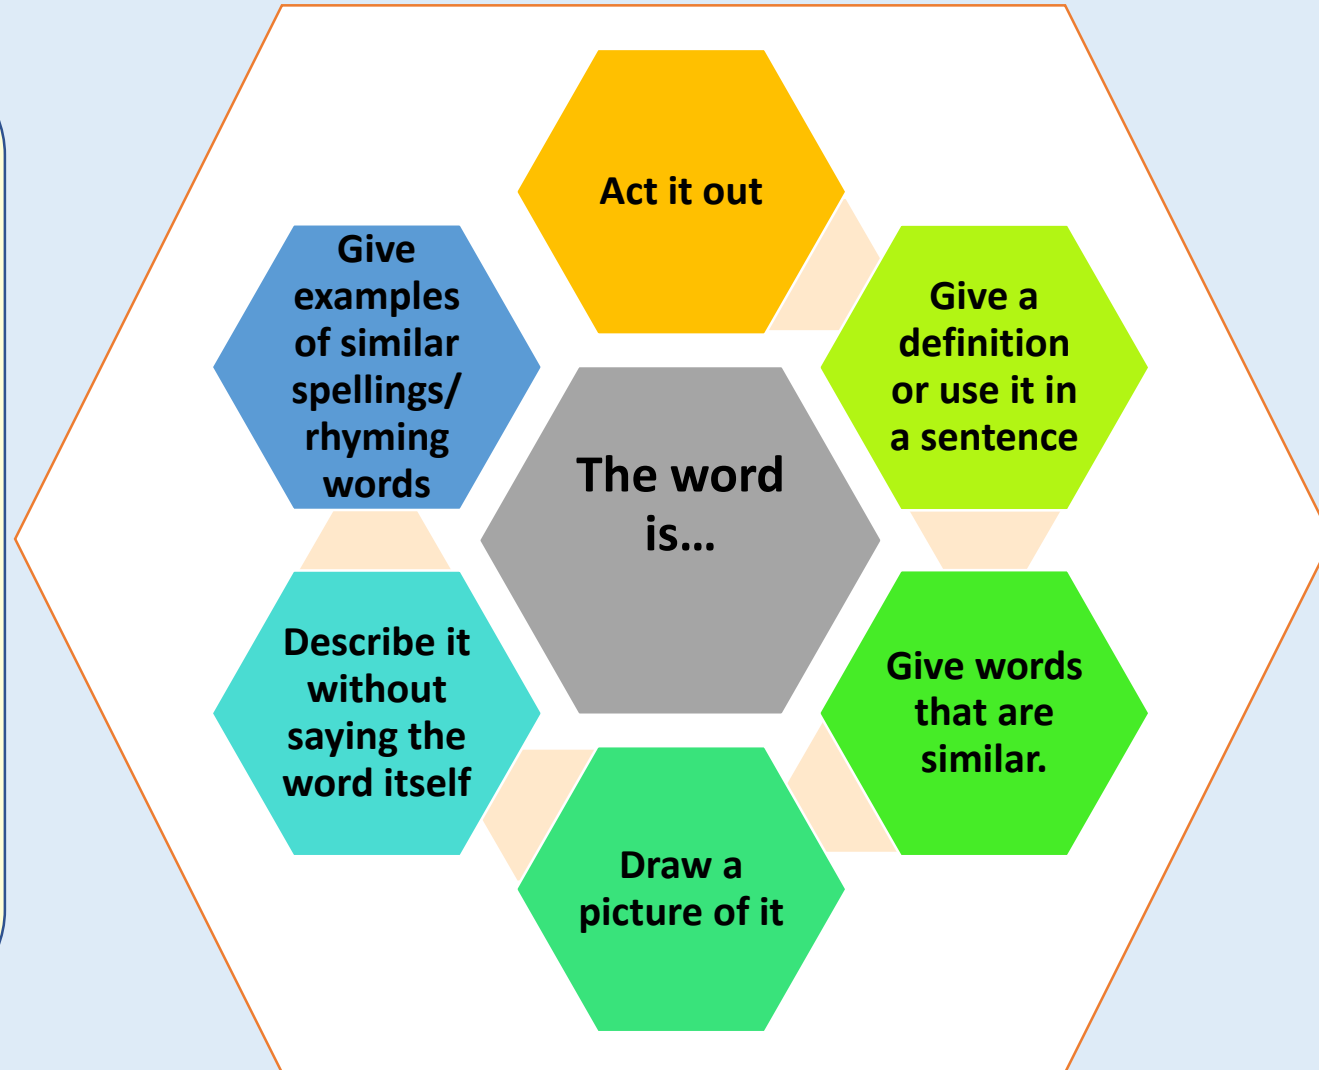 Act it out
Give
examples
of similar
spellings/
rhyming
words
Give a
definition
or use it in
a sentence
The word
is...
Describe it
without
saying the
word itself
Give words
that are
similar.
Draw a
picture of it